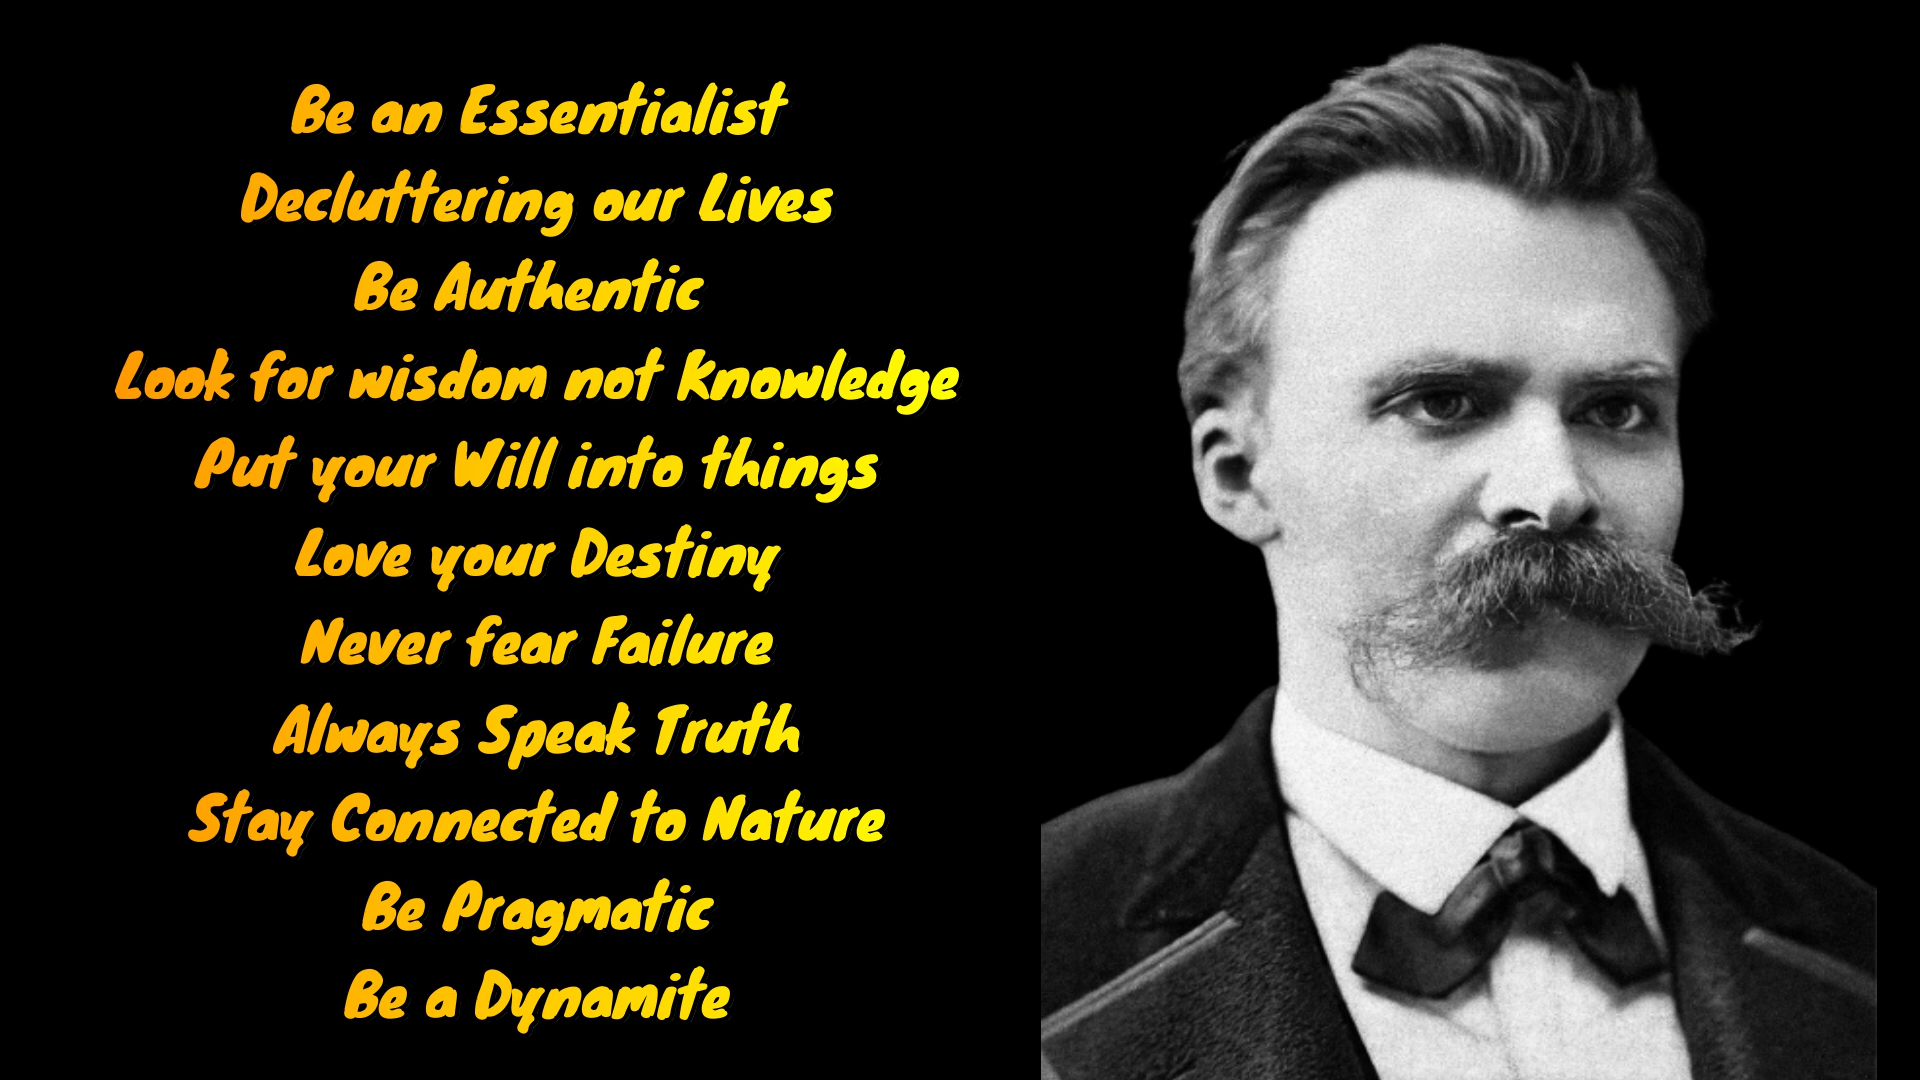 Be an Essentialist
Decluttering our Lives
Be Authentic
Look for wisdom not Knowledge
Put your Will into things
Love your Destiny
Never fear Failure
Always Speak Truth
Stay Connected to Nature
Be Pragmatic
Be a Dynamite